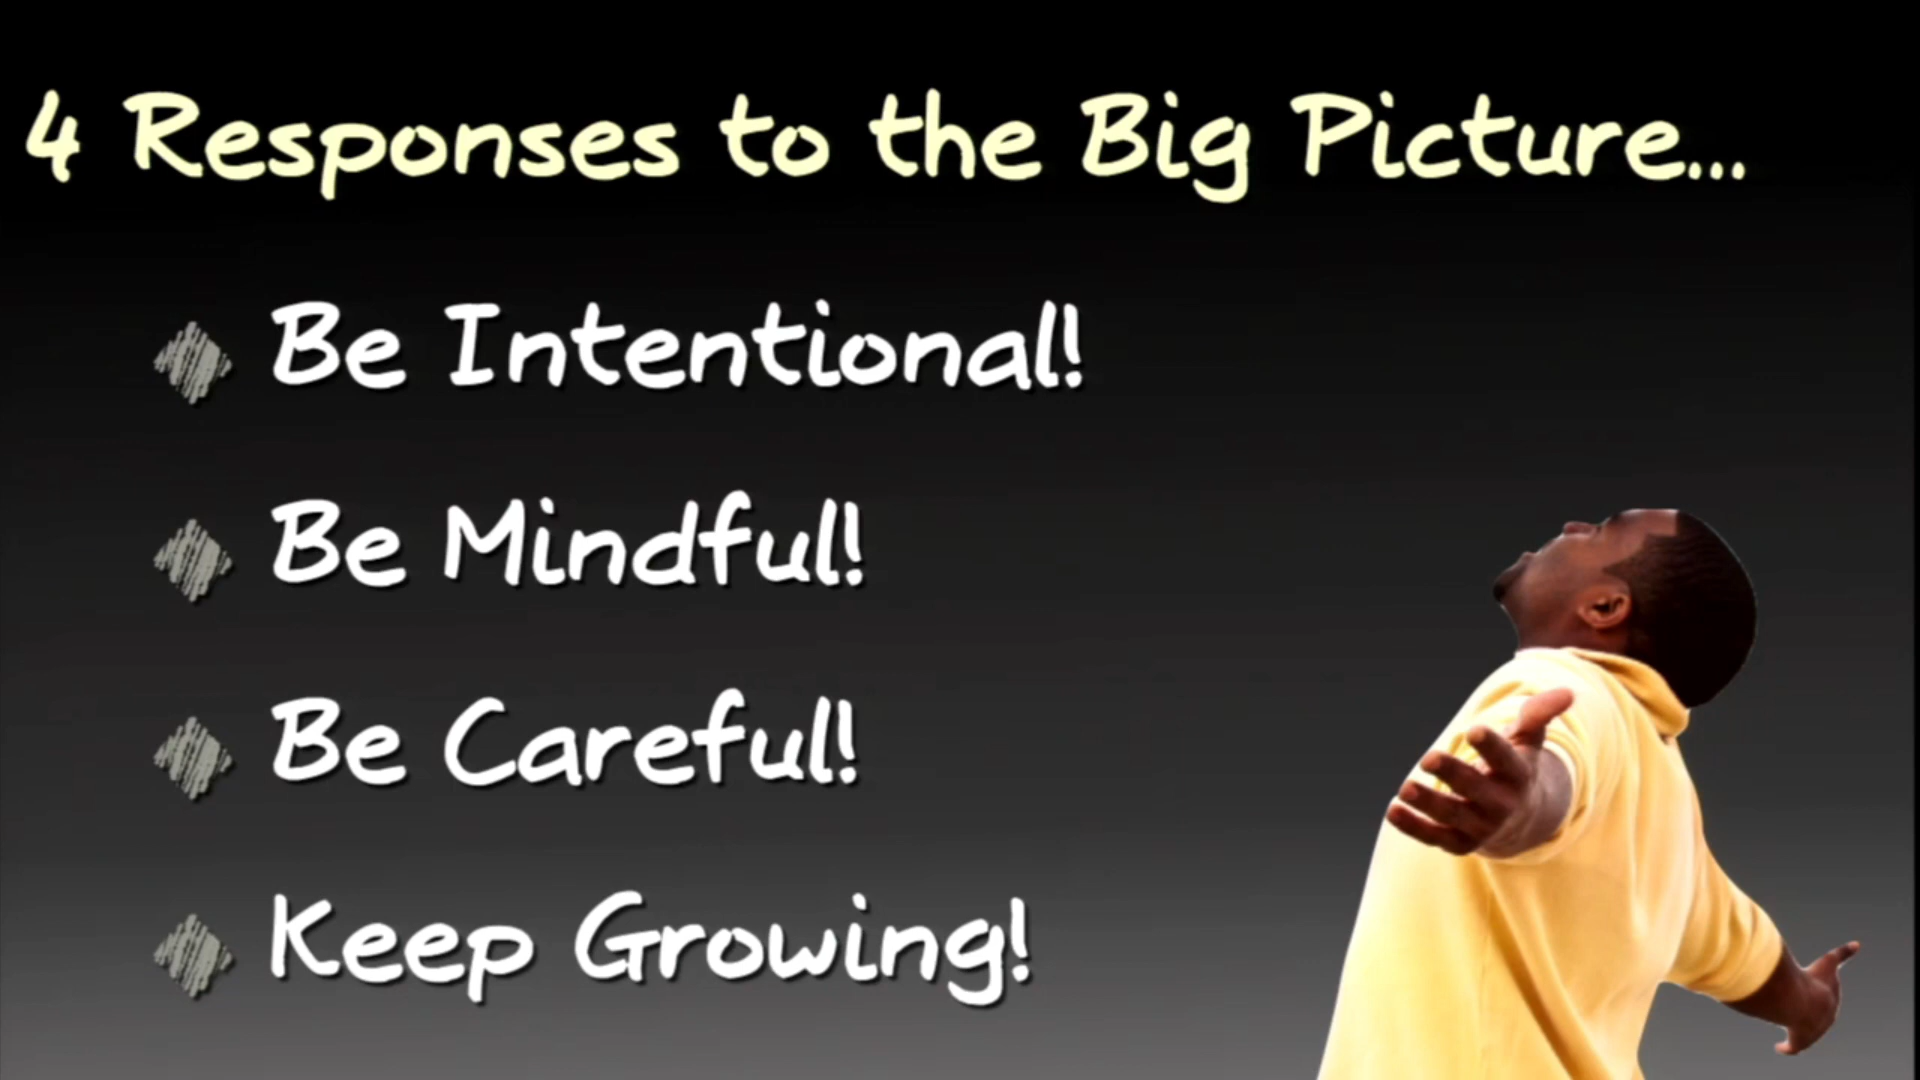 4 Responses to the Big Picture...
Be Intentional!
Be Mindful!
Be Careful!
Keep Growing!